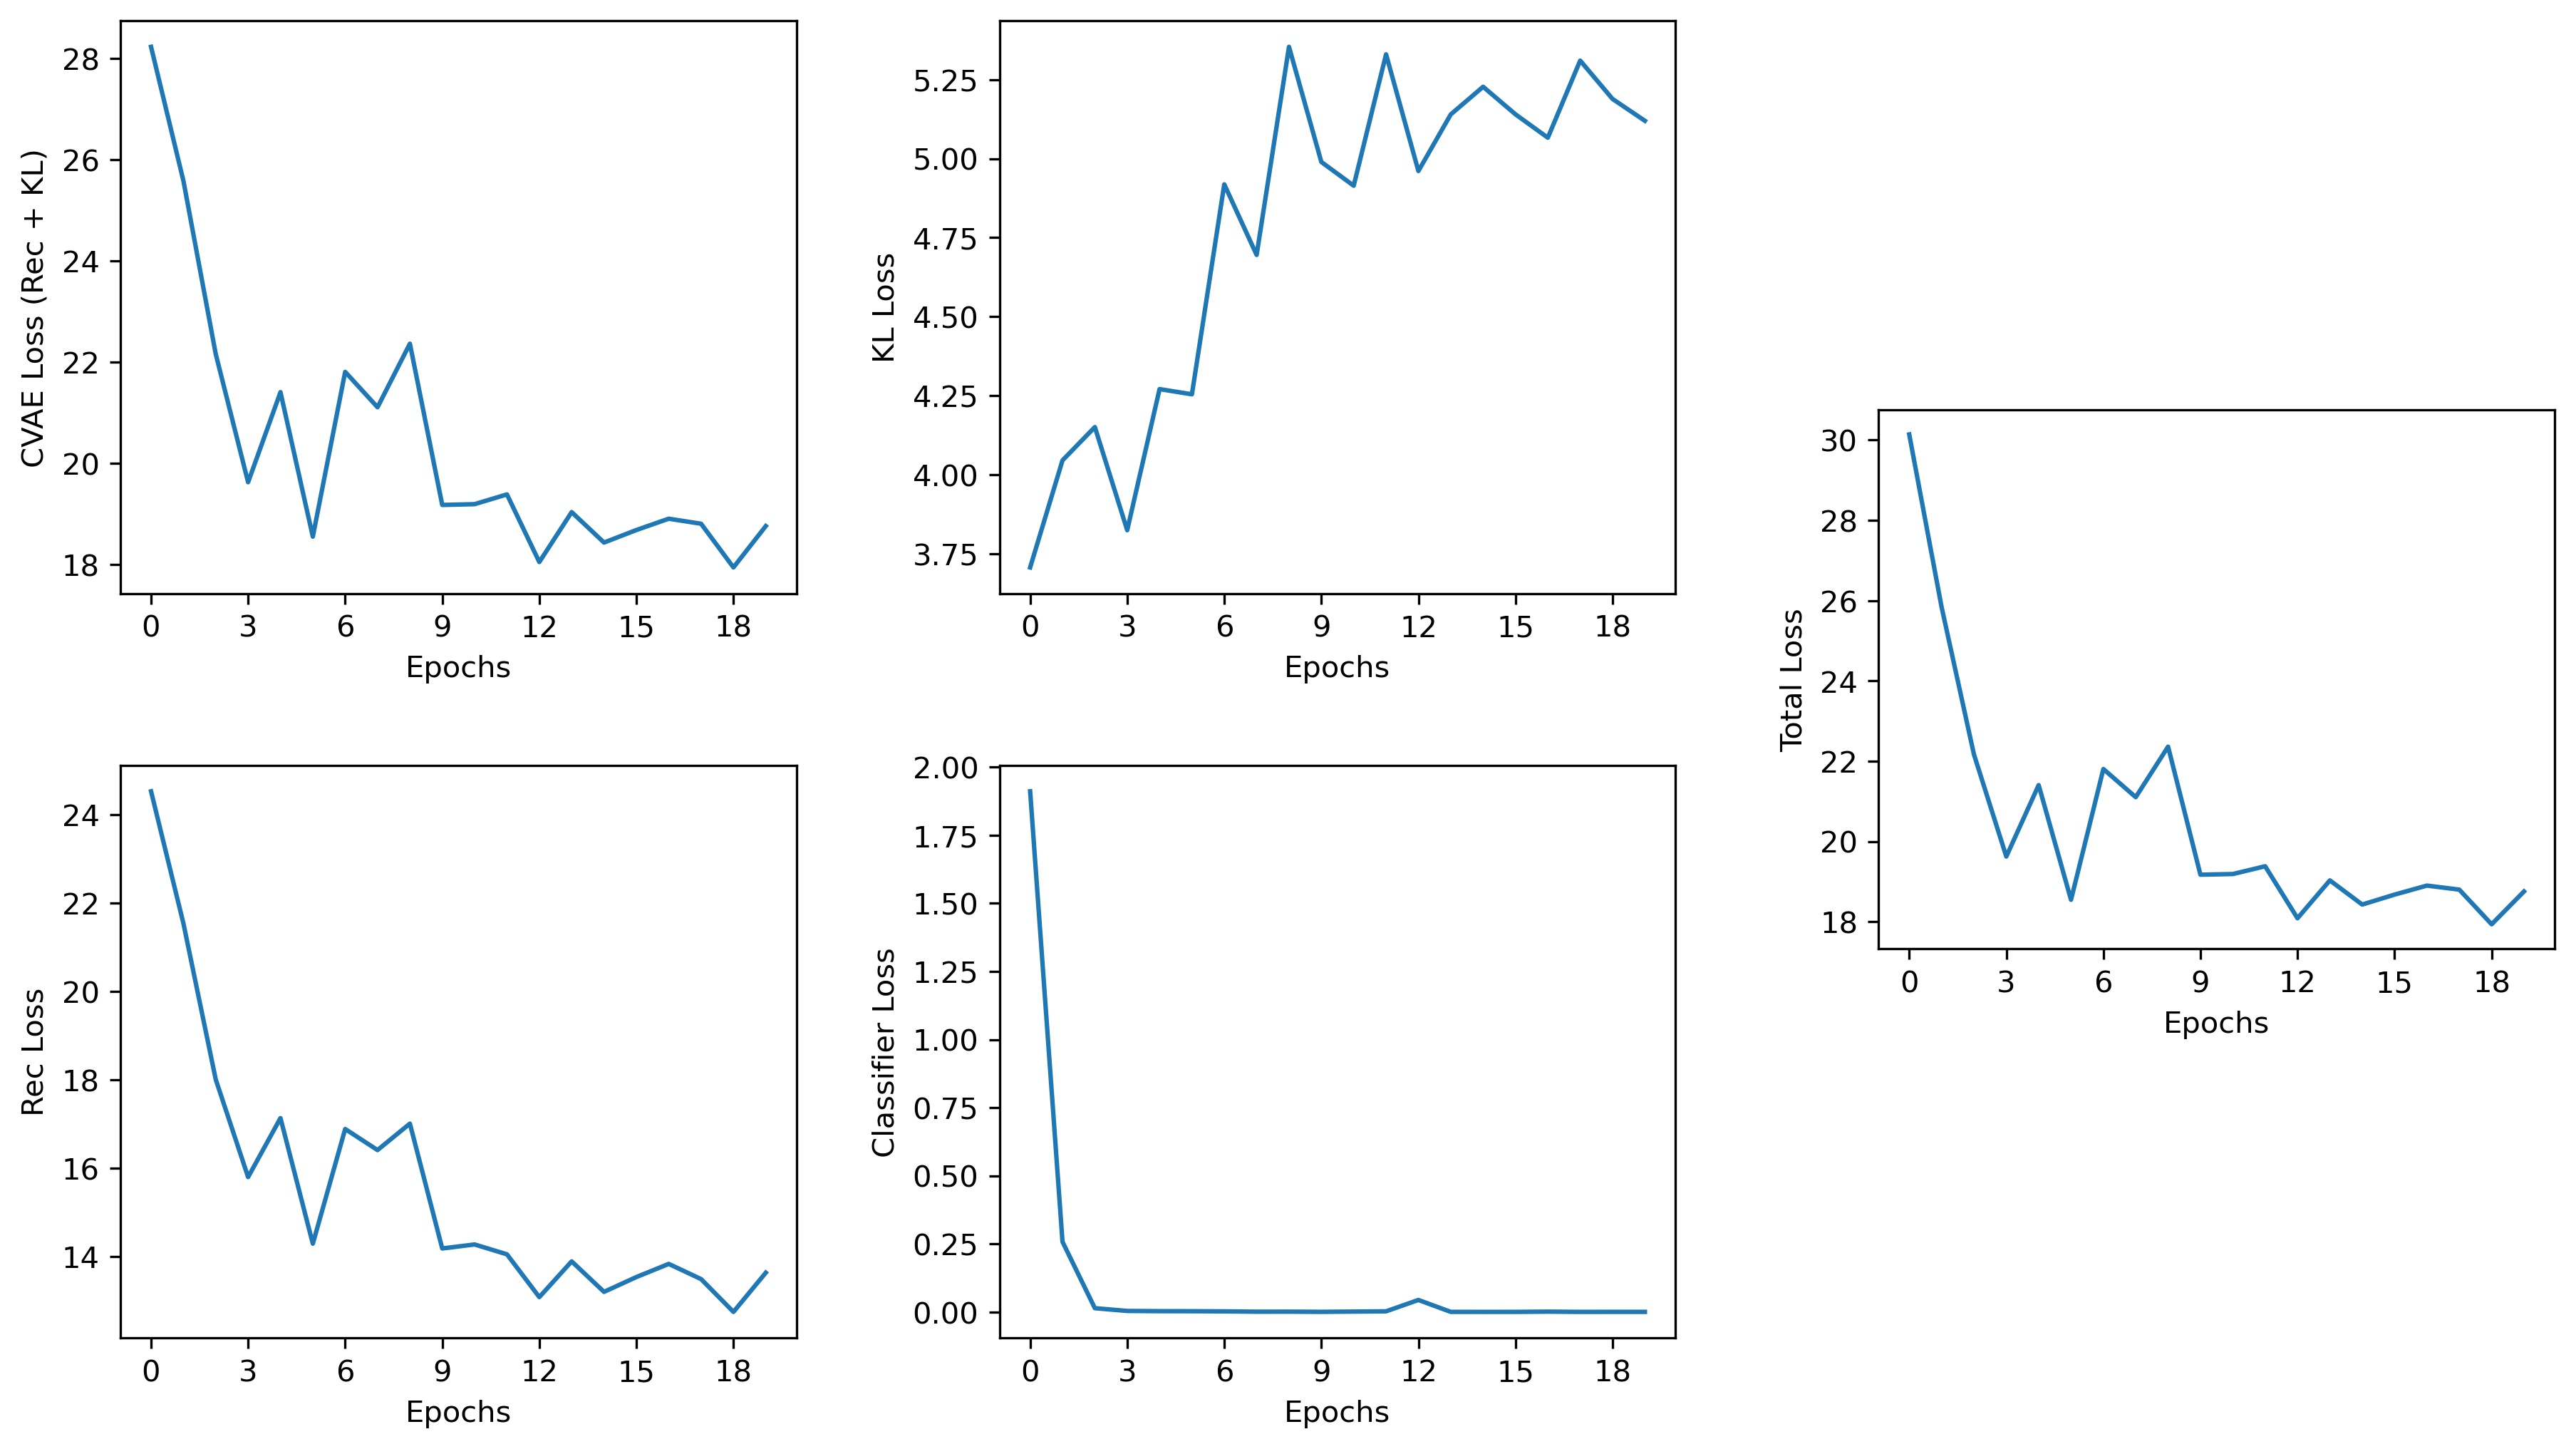 CVAE Loss (Rec + KL)
28
26
24
22
20
18
0 3 6 9 12 15 18
Epochs
KL Loss
5.25
5.00
4.75
4.50
4.25
4.00
3.75
0 3 6 9 12 15 18
Epochs
Rec Loss
24
22
20
18
16
14
0 3 6 9 12 15 18
Epochs
Classifier Loss
2.00
1.75
1.50
1.25
1.00
0.75
0.50
0.25
0.00
0 3 6 9 12 15 18
Epochs
Total Loss
30
28
26
24
22
20
18
0 3 6 9 12 15 18
Epochs